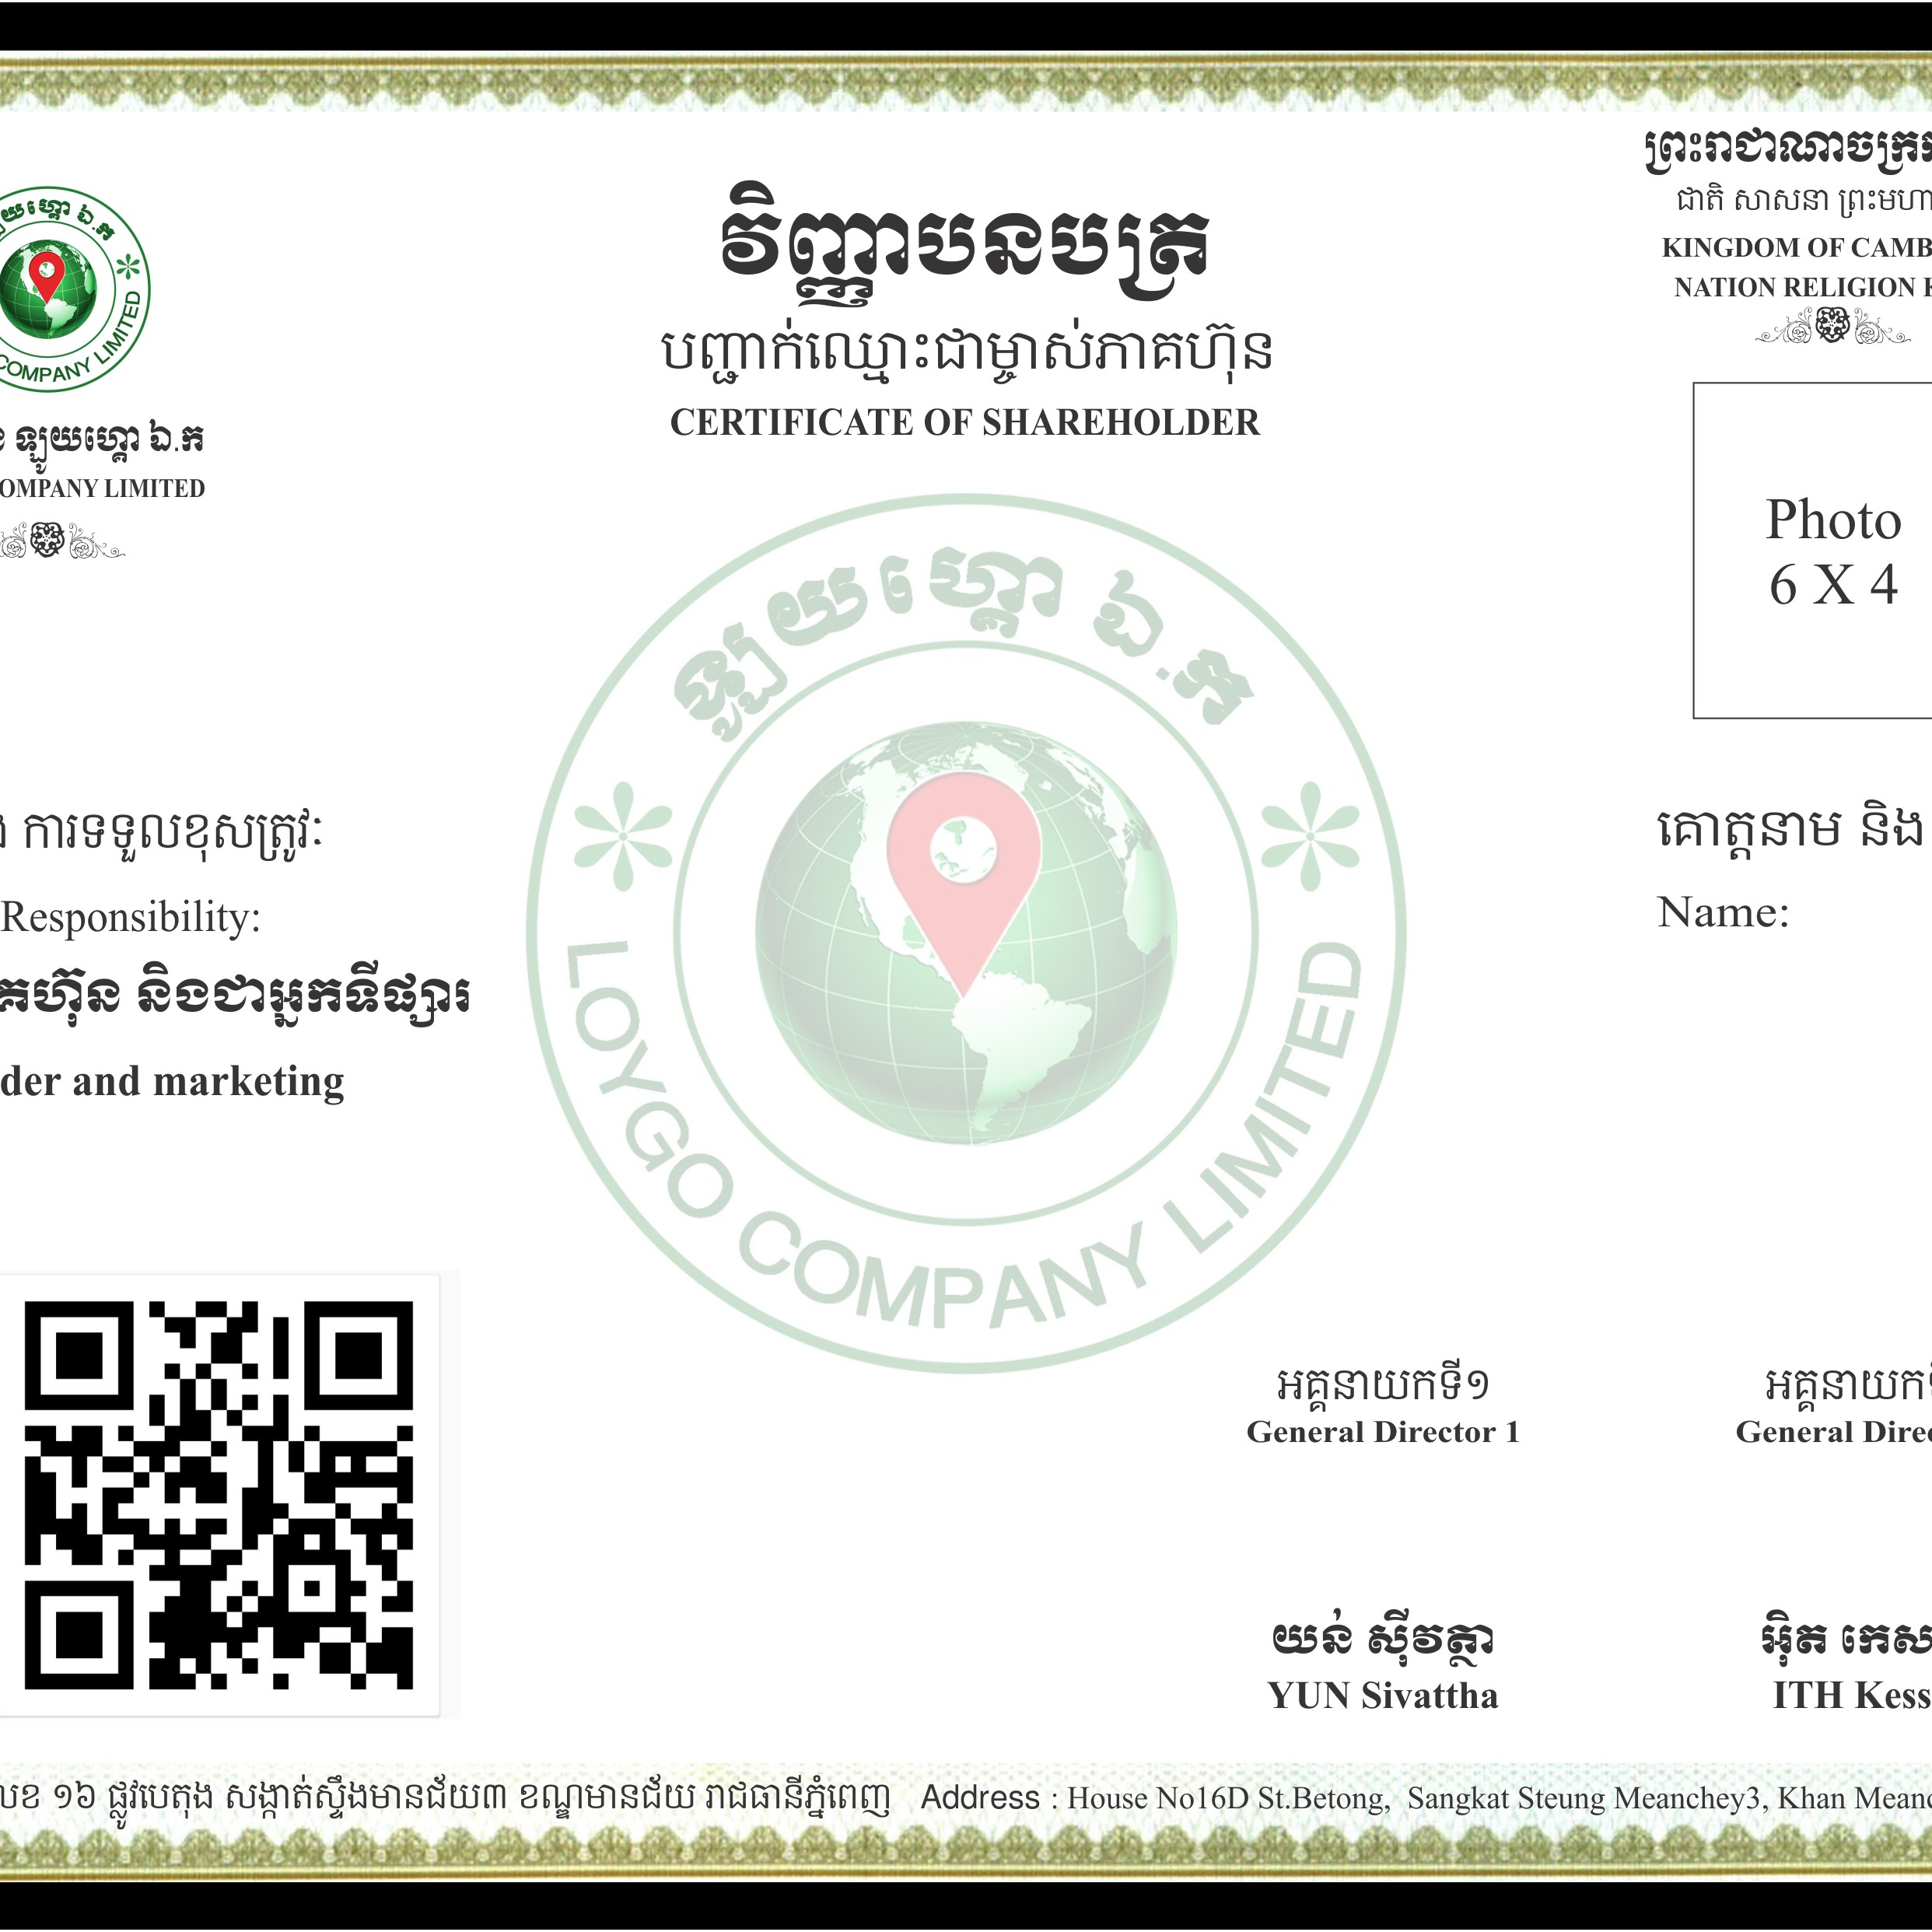 ឡូយហ្គោ ឯ.ក
COMPANY LIMITED
ឡូយហ្គោ ឯ.ក
COMPANY LIMITED
វិញ្ញាបនបត្រ
បញ្ជាក់ឈ្មោះជាម្ចាស់ភាគហ៊ុន
CERTIFICATE OF SHAREHOLDER
ព្រះរាជាណាចក្រ
ជាតិ សាសនា ព្រះមហា
KINGDOM OF CAMB
NATION RELIGION
Photo
6 X 4
ឡូយហ្គោ ឯ.ក
LOYGO COMPANY LIMITED
ការទទួលខុសត្រូវៈ
Responsibility:
គហ៊ុន និងជាអ្នកទីផ្សារ
der and marketing
គោត្តនាម និង
Name:
អគ្គនាយកទី១
General Director 1
យន់ ស៊ីវត្ថា
YUN Sivattha
អគ្គនាយក
General Direc
អ៊ិត កេស
ITH Kess
លេខ ១៦ ផ្លូវបេតុង សង្កាត់ស្ទឹងមានជ័យ៣ ខណ្ឌមានជ័យ រាជធានីភ្នំពេញ Address : House No16D St.Betong, Sangkat Steung Meanchey3, Khan Meanc